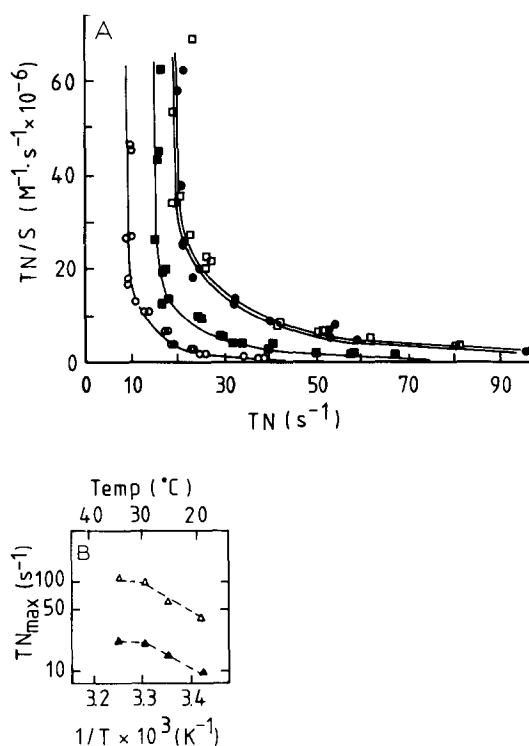 A
TN/S (M⁻¹·s⁻¹×10⁻⁶)
60
40
20
0
0 10 30 50 70 90
TN (s⁻¹)
Temp (°C)
40 30 20
B
TNmax (s⁻¹)
100
50
10
3.2 3.3 3.4
1/T × 10³ (K⁻¹)